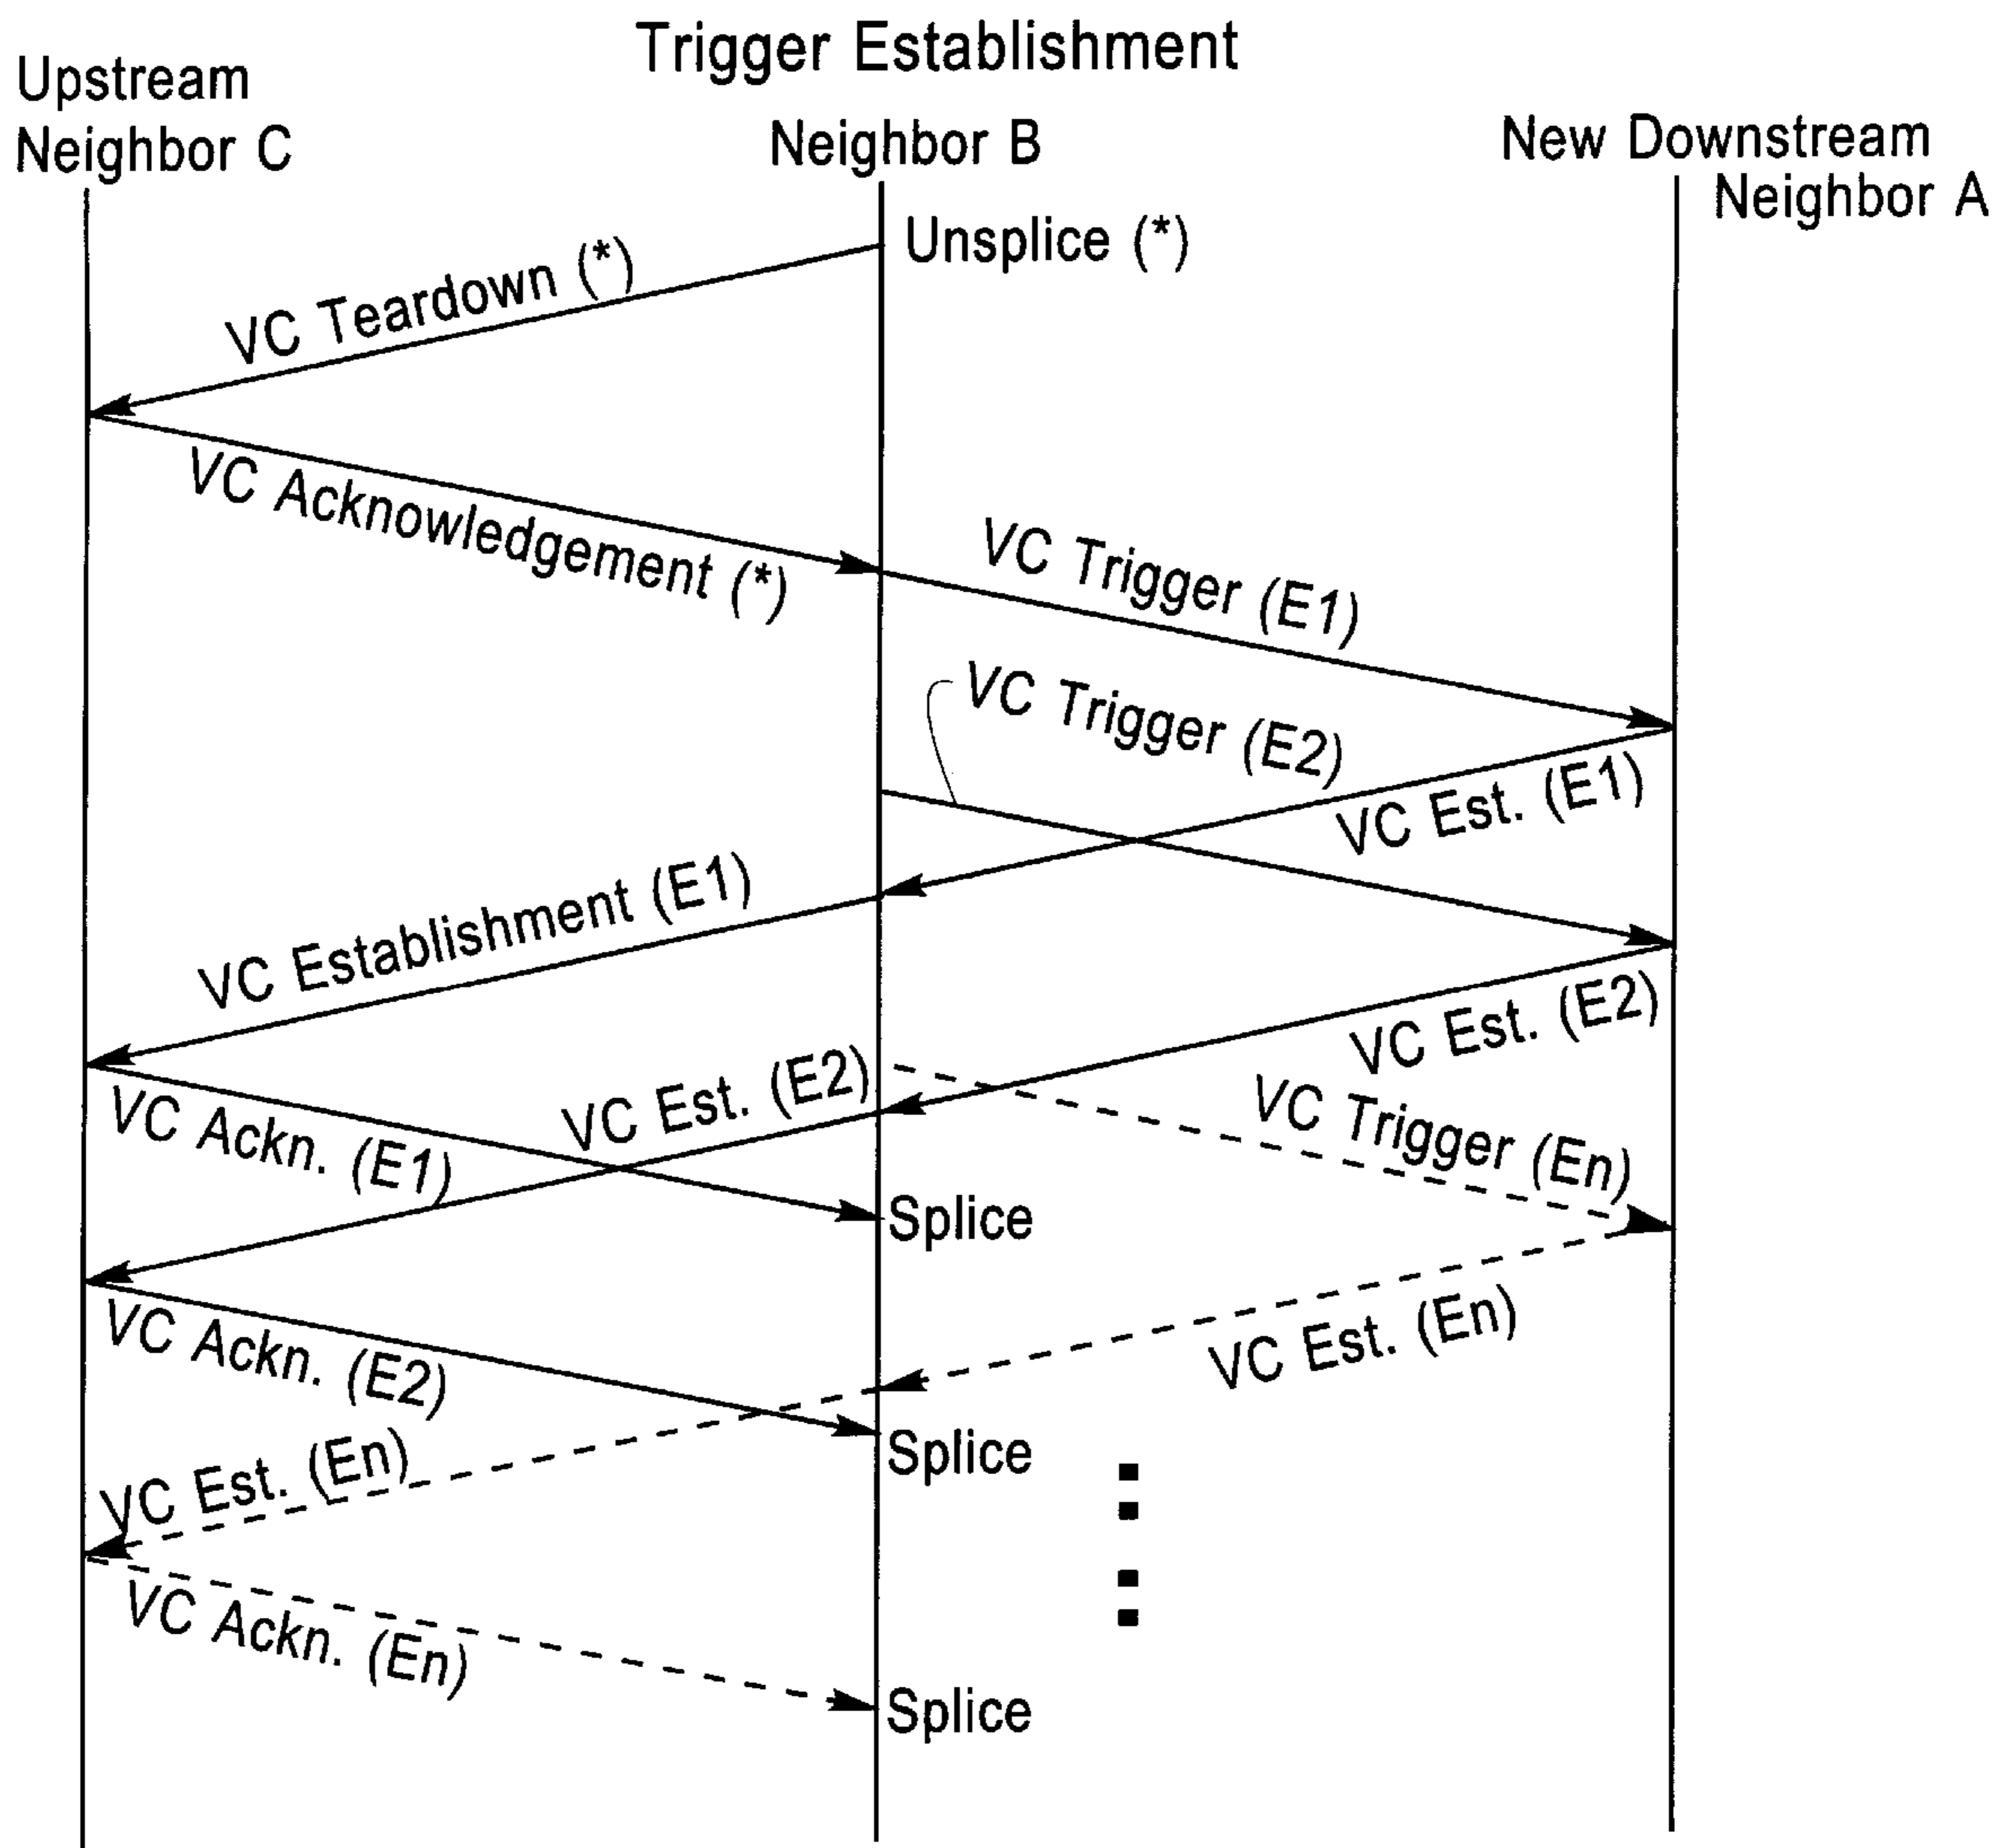 Trigger Establishment
Upstream
Neighbor C
Neighbor B
New Downstream
Neighbor A
Unsplice (*)
VC Teardown (*)
VC Acknowledgement (*)
VC Trigger (E1)
VC Trigger (E2)
VC Est. (E1)
VC Establishment (E1)
VC Est. (E2)
VC Est. (E2)
VC Trigger (En)
VC Ackn. (E1)
Splice
VC Est. (En)
VC Ackn. (E2)
Splice
VC Est. (En)
VC Ackn. (En)
Splice